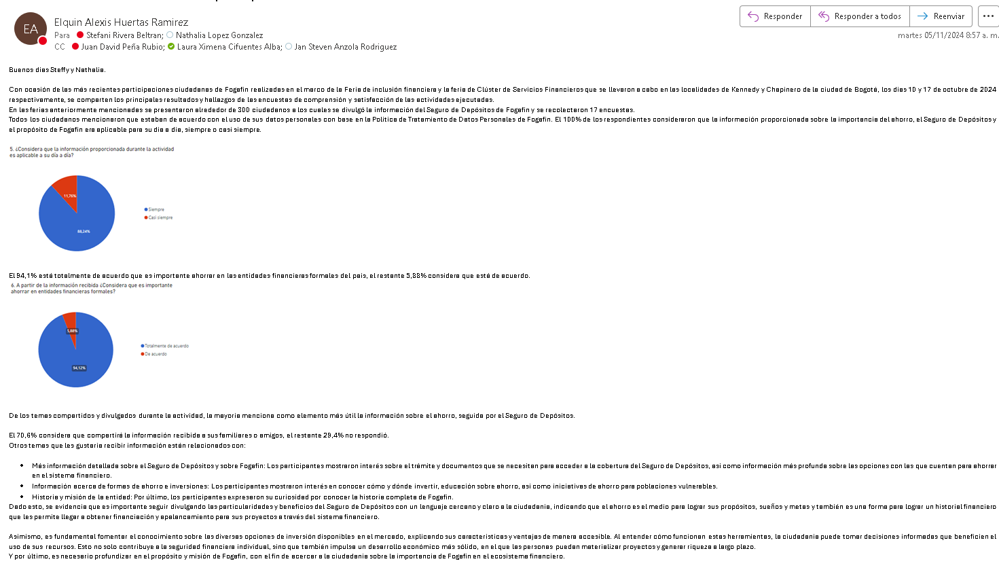 Elquin Alexis Huertas Ramirez
Para Stefani Rivera Beltran; Nathalia Lopez Gonzalez
CC Juan David Peña Rubio; Laura Ximena Cifuentes Alba; Jan Steven Anzola Rodriguez
EA
Responder
Responder a todos
Reenviar
martes 05/11/2024 8:57 a. m.
Buenos días Steffy y Nathalia.
Con ocasión de las más recientes participaciones ciudadanas de Fogafín realizadas en el marco de la Feria de inclusión financiera y la feria de Clúster de Servicios Financieros que se llevaron a cabo en las localidades de Kennedy y Chapinero de la ciudad de Bogotá, los días 10 y 17 de octubre de 2024
respectivamente, se comparten los principales resultados y hallazgos de las encuestas de comprensión y satisfacción de las actividades ejecutadas.
En las ferias anteriormente mencionadas se presentaron alrededor de 300 ciudadanos a los cuales se divulgó la información del Seguro de Depósitos de Fogafín y se recolectaron 17 encuestas.
Todos los ciudadanos mencionaron que estaban de acuerdo con el uso de sus datos personales con base en la Política de Tratamiento de Datos Personales de Fogafín. El 100% de los respondientes consideraron que la información proporcionada sobre la importancia del ahorro, el Seguro de Depósitos y
el propósito de Fogafín era aplicable para su día a día, siempre o casi siempre.
5. ¿Considera que la información proporcionada durante la actividad
es aplicable a su día a día?
11,76%
88,24%
Siempre
Casi siempre
El 94,1% está totalmente de acuerdo que es importante ahorrar en las entidades financieras formales del país, el restante 5,88% considera que está de acuerdo.
6. A partir de la información recibida ¿Considera que es importante
ahorrar en entidades financieras formales?
5,88%
94,12%
Totalmente de acuerdo
De acuerdo
De los temas compartidos y divulgados durante la actividad, la mayoría menciona como elemento más útil la información sobre el ahorro, seguida por el Seguro de Depósitos.
El 70,6% considera que compartirá la información recibida a sus familiares o amigos, el restante 29,4% no respondió.
Otros temas que les gustaría recibir información están relacionados con:
• Más información detallada sobre el Seguro de Depósitos y sobre Fogafín: Los participantes mostraron interés sobre el trámite y documentos que se necesitan para acceder a la cobertura del Seguro de Depósitos, así como información más profunda sobre las opciones con las que cuentan para ahorrar
en el sistema financiero.
• Información acerca de formas de ahorro e inversiones: Los participantes mostraron interés en conocer cómo y dónde invertir, educación sobre ahorro, así como iniciativas de ahorro para poblaciones vulnerables.
• Historia y misión de la entidad: Por último, los participantes expresaron su curiosidad por conocer la historia completa de Fogafín.
Dado esto, se evidencia que es importante seguir divulgando las particularidades y beneficios del Seguro de Depósitos con un lenguaje cercano y claro a la ciudadanía, indicando que el ahorro es el medio para lograr sus propósitos, sueños y metas y también es una forma para lograr un historial financiero
que les permite llegar a obtener financiación y apalancamiento para sus proyectos a través del sistema financiero.
Asimismo, es fundamental fomentar el conocimiento sobre las diversas opciones de inversión disponibles en el mercado, explicando sus características y ventajas de manera accesible. Al entender cómo funcionan estas herramientas, la ciudadanía puede tomar decisiones informadas que beneficien el
uso de sus recursos. Esto no solo contribuye a la seguridad financiera individual, sino que también impulsa un desarrollo económico más sólido, en el que las personas puedan materializar proyectos y generar riqueza a largo plazo.
Y por último, es necesario profundizar en el propósito y misión de Fogafín, con el fin de acercar a la ciudadanía sobre la importancia de Fogafín en el ecosistema financiero.